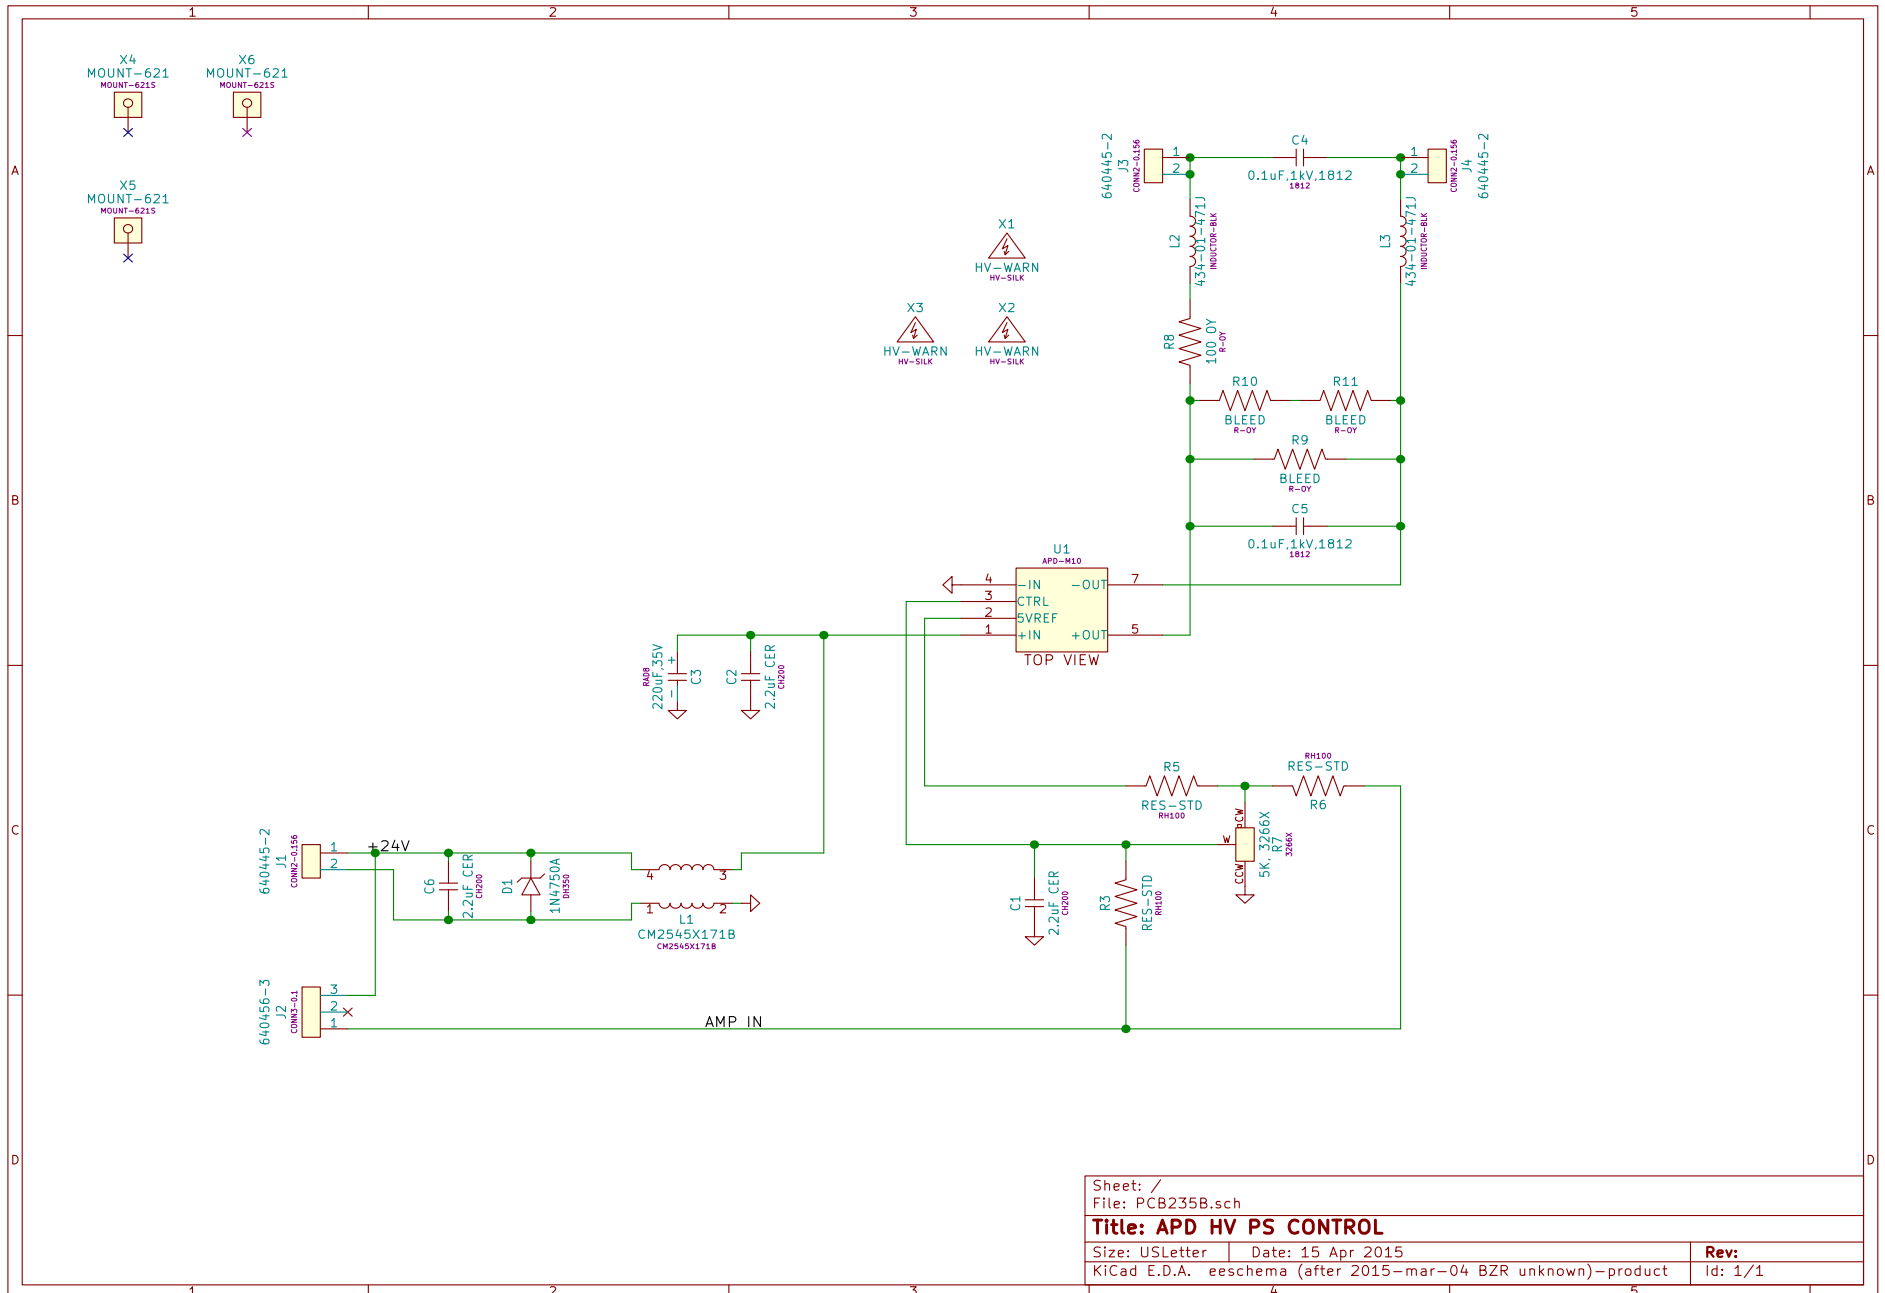 1 2 3 4 5
X4
MOUNT-621
MOUNT-621S
X6
MOUNT-621
MOUNT-621S
X5
MOUNT-621
MOUNT-621S
A
A
640445-2
J3
CONN2-0.156
1
2
C4
0.1uF,1kV,1812
1812
1
2
CONN2-0.156
J4
640445-2
X1
HV-WARN
HV-SILK
X3
HV-WARN
HV-SILK
X2
HV-WARN
HV-SILK
L2
434-01-471J
INDUCTOR-BLK
L3
434-01-471J
INDUCTOR-BLK
R8
100 OY
R-OY
R10
BLEED
R-OY
R11
BLEED
R-OY
R9
BLEED
R-OY
B
B
C5
0.1uF,1kV,1812
1812
U1
APD-M10
4 -IN -OUT 7
3 CTRL
2 5VREF
1 +IN +OUT 5
TOP VIEW
RAD8
220uF,35V
+
-
C3
C2
2.2uF CER
CH200
RH100
R5
RES-STD
RES-STD
R6
RH100
C
C
640445-2
J1
CONN2-0.156
1
2
+24V
C6
2.2uF CER
CH200
D1
1N4750A
DH350
4 3
1 2
L1
CM2545X171B
CM2545X171B
C1
2.2uF CER
CH200
R3
RES-STD
RH100
W
CW
CCW
5K, 3266X
R7
3266X
640456-3
J2
CONN3-0.1
3
2
1
AMP IN
D
D
Sheet: /
File: PCB235B.sch
Title: APD HV PS CONTROL
Size: USLetter Date: 15 Apr 2015 Rev:
KiCad E.D.A. eeschema (after 2015-mar-04 BZR unknown)-product Id: 1/1
1 2 3 4 5